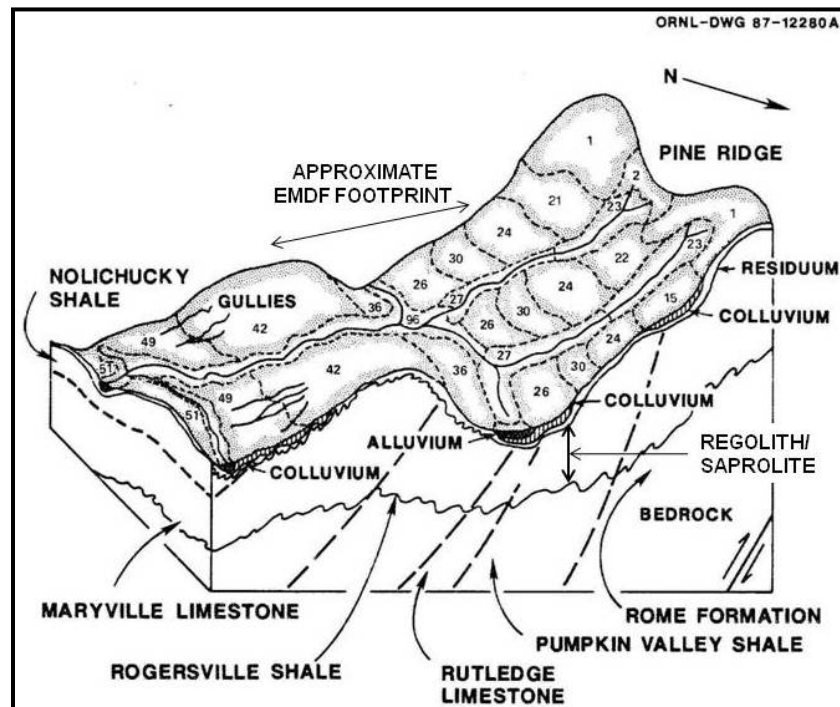 ORNL-DWG 87-12280A
N
PINE RIDGE
APPROXIMATE
EMDF FOOTPRINT
1
2
21
23
1
24
22
23
NOLICHUCKY
SHALE
30
RESIDUUM
GULLIES
26
27
24
15
COLLUVIUM
36
96
42
26
30
24
49
27
30
51
42
36
26
49
51
COLLUVIUM
ALLUVIUM
REGOLITH/
SAPROLITE
COLLUVIUM
BEDROCK
MARYVILLE LIMESTONE
ROME FORMATION
PUMPKIN VALLEY SHALE
ROGERSVILLE SHALE
RUTLEDGE
LIMESTONE